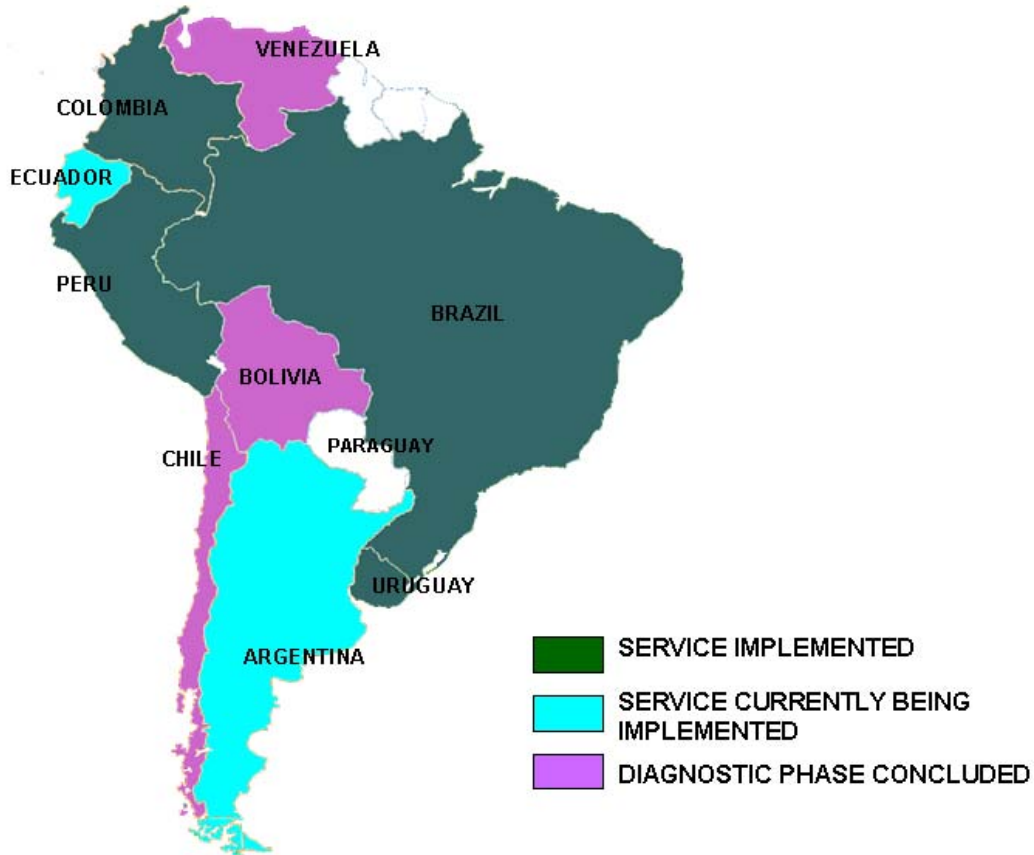 VENEZUELA
COLOMBIA
ECUADOR
PERU
BRAZIL
BOLIVIA
PARAGUAY
CHILE
URUGUAY
ARGENTINA
SERVICE IMPLEMENTED
SERVICE CURRENTLY BEING
IMPLEMENTED
DIAGNOSTIC PHASE CONCLUDED